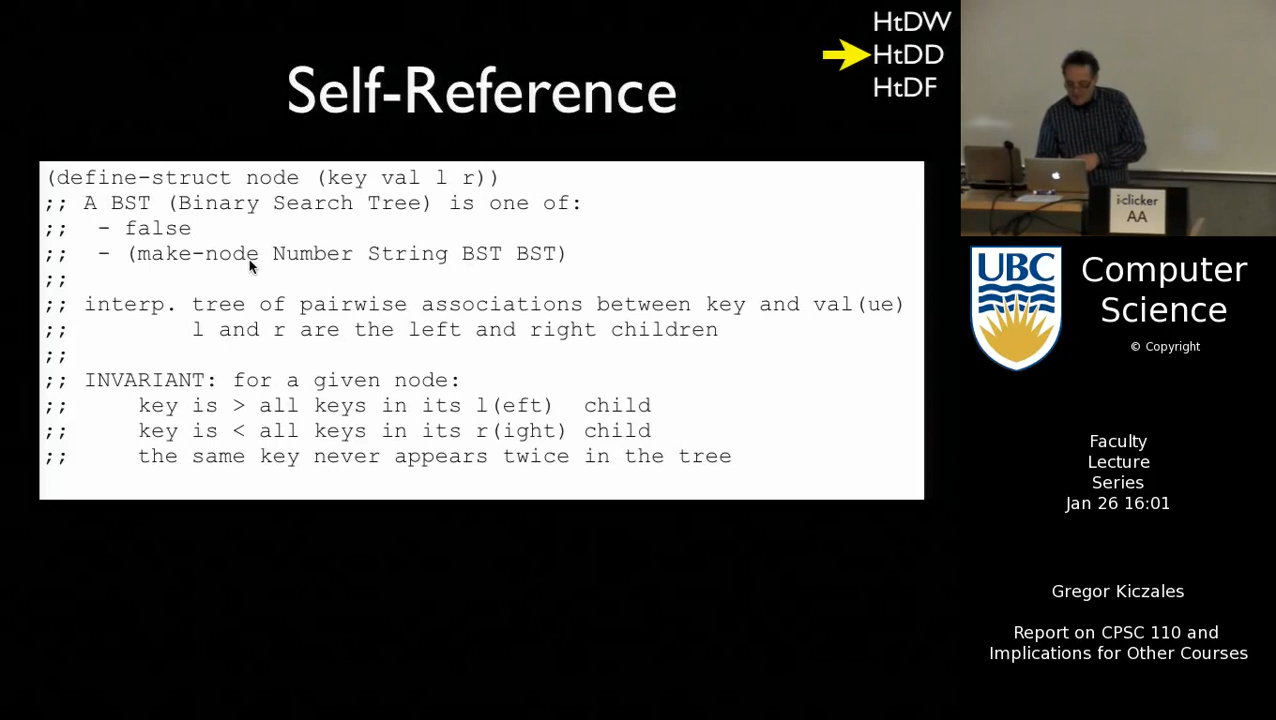 HtDW
HtDD
HtDF
Self-Reference
(define-struct node (key val l r))
;; A BST (Binary Search Tree) is one of:
;;  - false
;;  - (make-node Number String BST BST)
;;
;; interp. tree of pairwise associations between key and val(ue)
;;         l and r are the left and right children
;;
;; INVARIANT: for a given node:
;;     key is > all keys in its l(eft)  child
;;     key is < all keys in its r(ight) child
;;     the same key never appears twice in the tree
i-clicker
AA
UBC
Computer
Science
© Copyright
Faculty
Lecture
Series
Jan 26 16:01
Gregor Kiczales
Report on CPSC 110 and
Implications for Other Courses